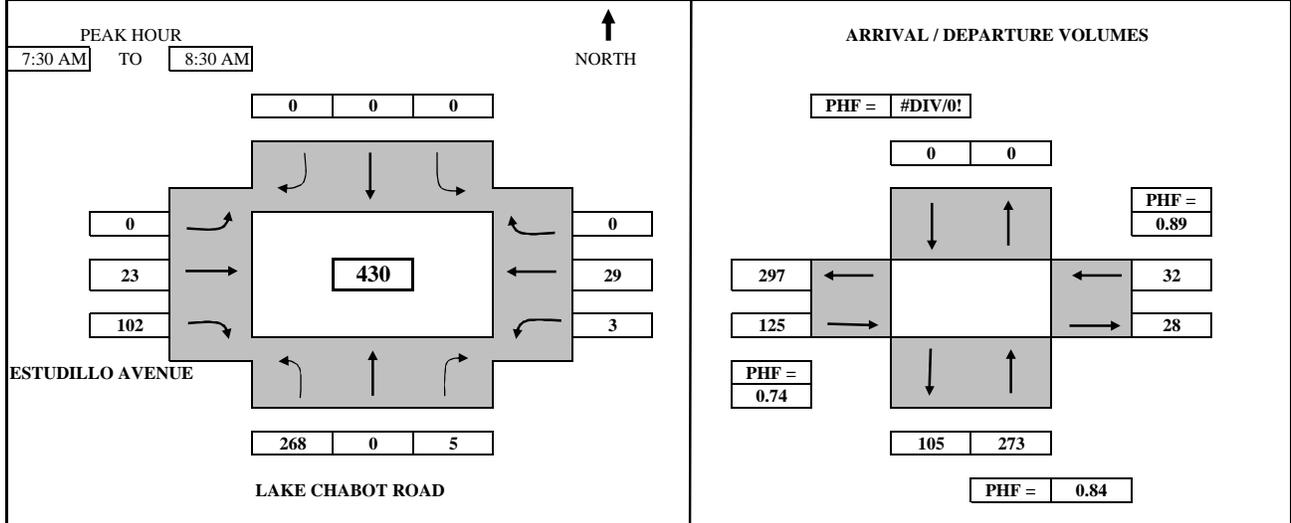 PEAK HOUR
7:30 AM TO 8:30 AM
NORTH
0 0 0
0
23
102
430
0
29
3
ESTUDILLO AVENUE
268 0 5
LAKE CHABOT ROAD
ARRIVAL / DEPARTURE VOLUMES
PHF = #DIV/0!
0 0
PHF =
0.89
297
125
32
28
PHF =
0.74
105 273
PHF = 0.84